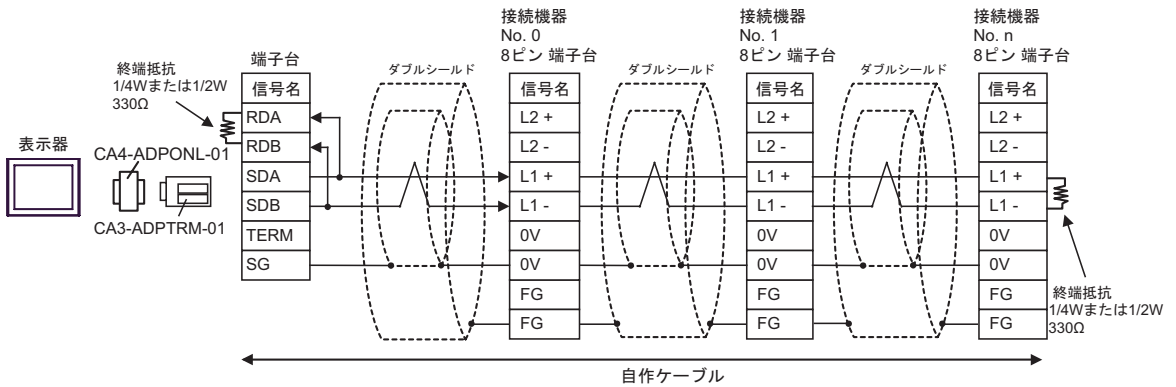 接続機器
No. 0
8ピン 端子台
接続機器
No. 1
8ピン 端子台
接続機器
No. n
8ピン 端子台
終端抵抗
1/4Wまたは1/2W
330Ω
表示器
CA4-ADPONL-01
CA3-ADPTRM-01
端子台
信号名
RDA
RDB
SDA
SDB
TERM
SG
ダブルシールド
信号名
L2 +
L2 -
L1 +
L1 -
0V
0V
FG
FG
ダブルシールド
信号名
L2 +
L2 -
L1 +
L1 -
0V
0V
FG
FG
ダブルシールド
信号名
L2 +
L2 -
L1 +
L1 -
0V
0V
FG
FG
終端抵抗
1/4Wまたは1/2W
330Ω
自作ケーブル